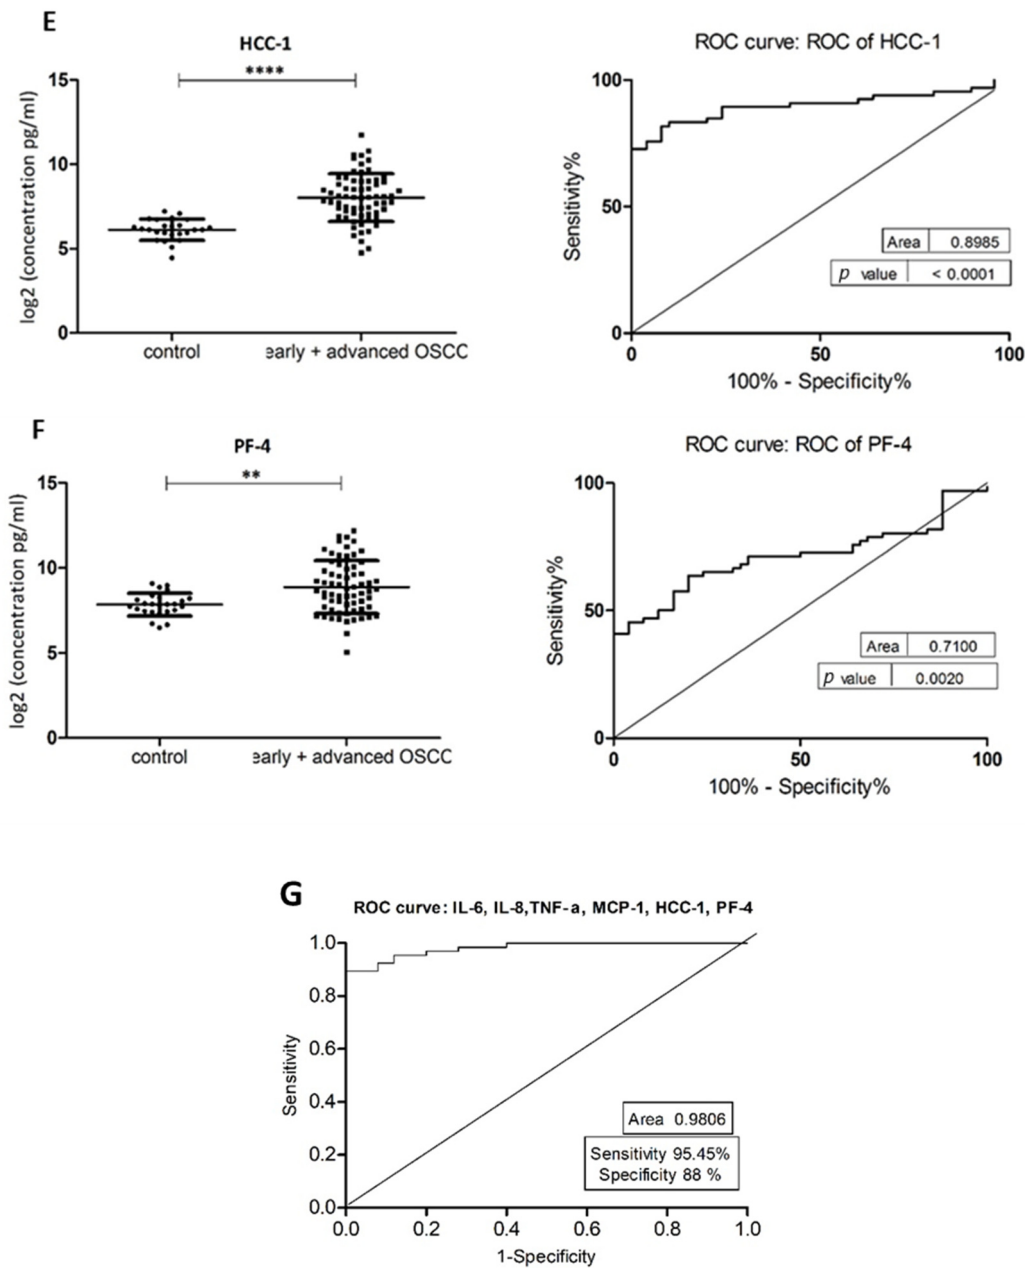 E
HCC-1
****
15
10
5
0
log2 (concentration pg/ml)
control
early + advanced OSCC
ROC curve: ROC of HCC-1
100
50
0
Sensitivity%
Area 0.8985
p value < 0.0001
0 50 100
100% - Specificity%
F
PF-4
**
15
10
5
0
log2 (concentration pg/ml)
control
early + advanced OSCC
ROC curve: ROC of PF-4
100
50
0
Sensitivity%
Area 0.7100
p value 0.0020
0 50 100
100% - Specificity%
G
ROC curve: IL-6, IL-8,TNF-a, MCP-1, HCC-1, PF-4
1.0
0.8
0.6
0.4
0.2
0.0
Sensitivity
Area 0.9806
Sensitivity 95.45%
Specificity 88 %
0.0 0.2 0.4 0.6 0.8 1.0
1-Specificity